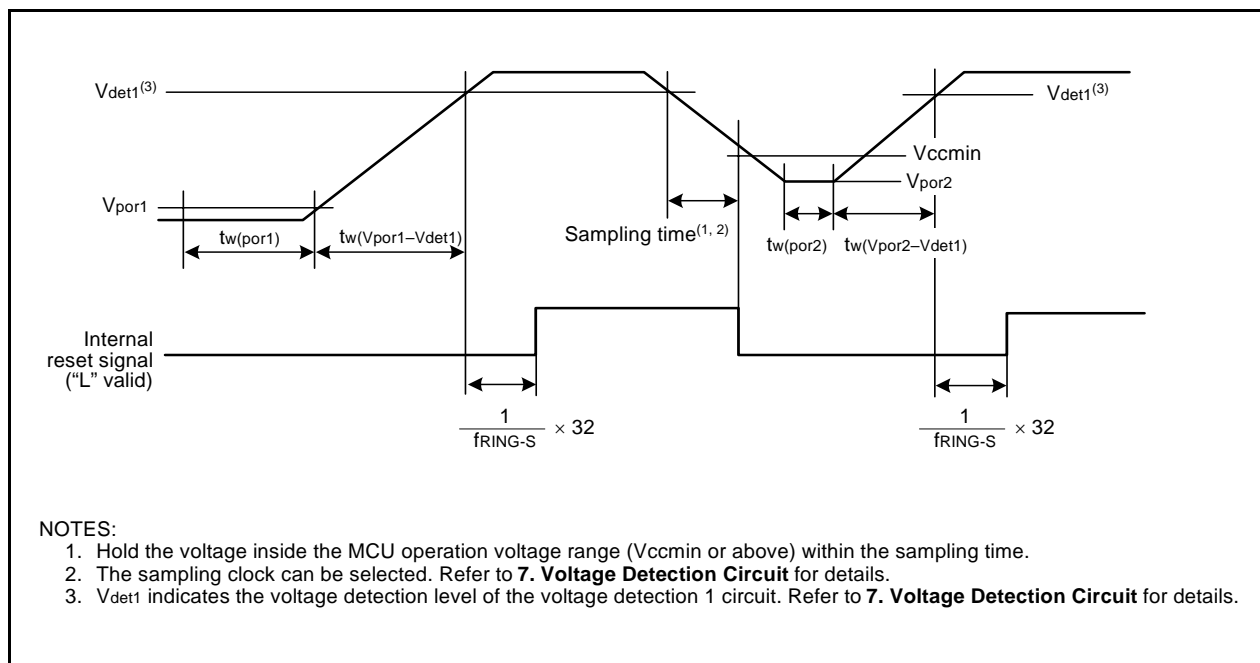 Vdet1(3)
Vdet1(3)
Vccmin
Vpor1
Vpor2
tw(por1)
tw(Vpor1–Vdet1)
Sampling time(1, 2)
tw(por2)
tw(Vpor2–Vdet1)
Internal
reset signal
(“L” valid)
1
fRING-S
× 32
1
fRING-S
× 32
NOTES:
1. Hold the voltage inside the MCU operation voltage range (Vccmin or above) within the sampling time.
2. The sampling clock can be selected. Refer to 7. Voltage Detection Circuit for details.
3. Vdet1 indicates the voltage detection level of the voltage detection 1 circuit. Refer to 7. Voltage Detection Circuit for details.